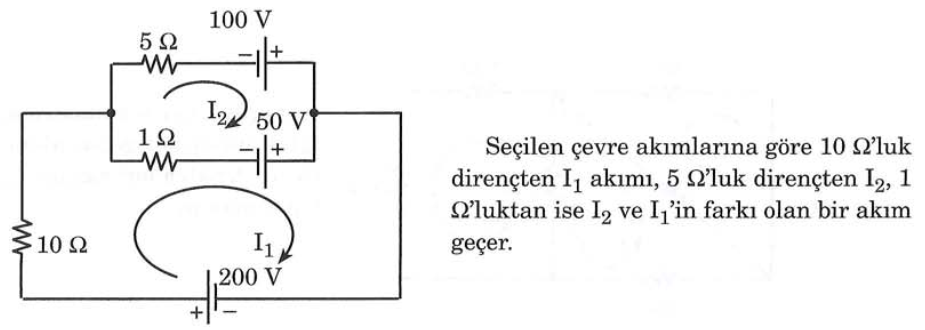 100 V
5 Ω
− +
I₂
50 V
1 Ω
− +
10 Ω
I₁
200 V
+ −
Seçilen çevre akımlarına göre 10 Ω’luk
dirençten I₁ akımı, 5 Ω’luk dirençten I₂, 1
Ω’luktan ise I₂ ve I₁’in farkı olan bir akım
geçer.